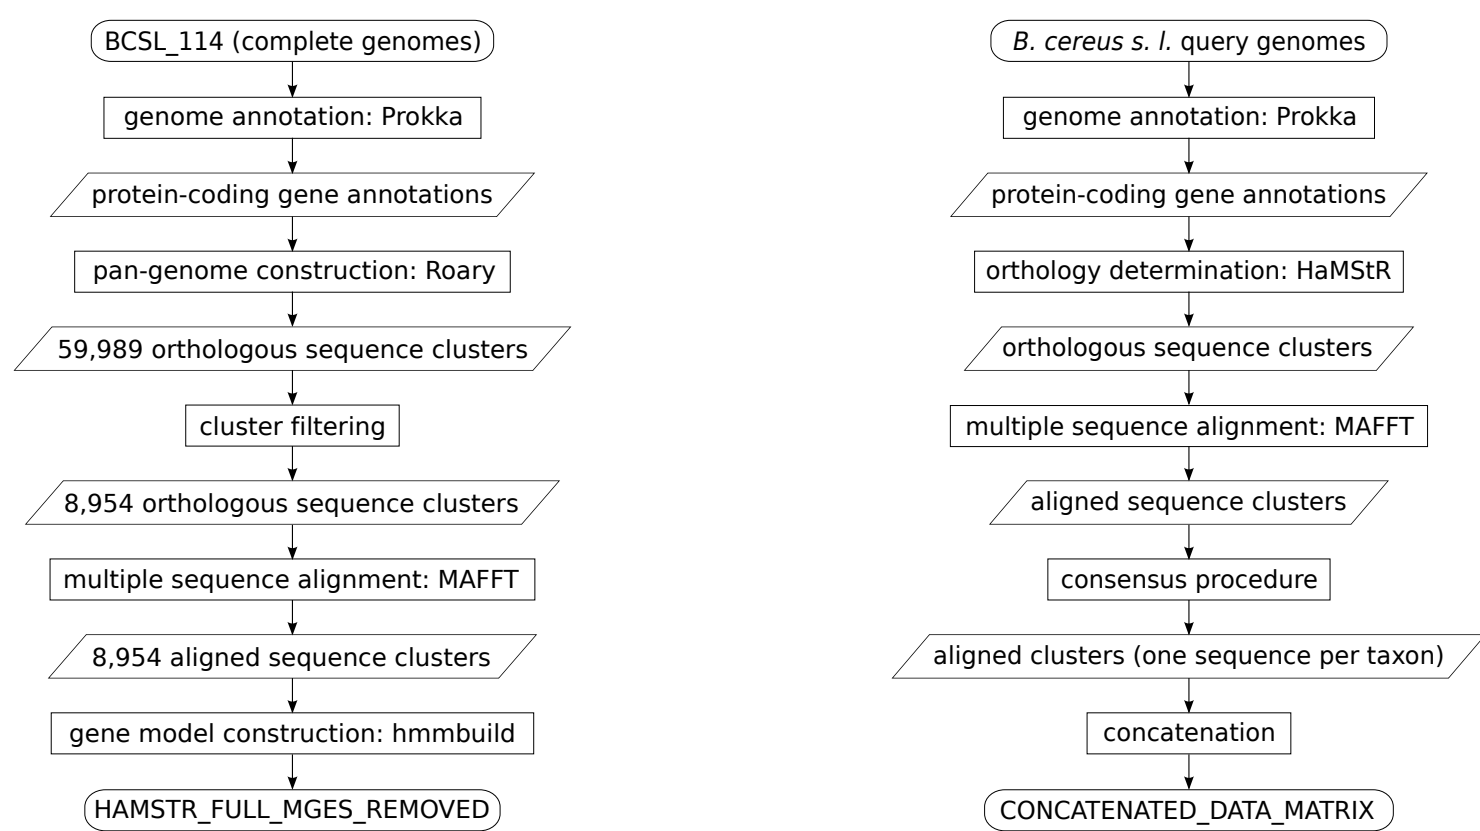 BCSL_114 (complete genomes)
genome annotation: Prokka
protein-coding gene annotations
pan-genome construction: Roary
59,989 orthologous sequence clusters
cluster filtering
8,954 orthologous sequence clusters
multiple sequence alignment: MAFFT
8,954 aligned sequence clusters
gene model construction: hmmbuild
HAMSTR_FULL_MGES_REMOVED
B. cereus s. l. query genomes
genome annotation: Prokka
protein-coding gene annotations
orthology determination: HaMStR
orthologous sequence clusters
multiple sequence alignment: MAFFT
aligned sequence clusters
consensus procedure
aligned clusters (one sequence per taxon)
concatenation
CONCATENATED_DATA_MATRIX